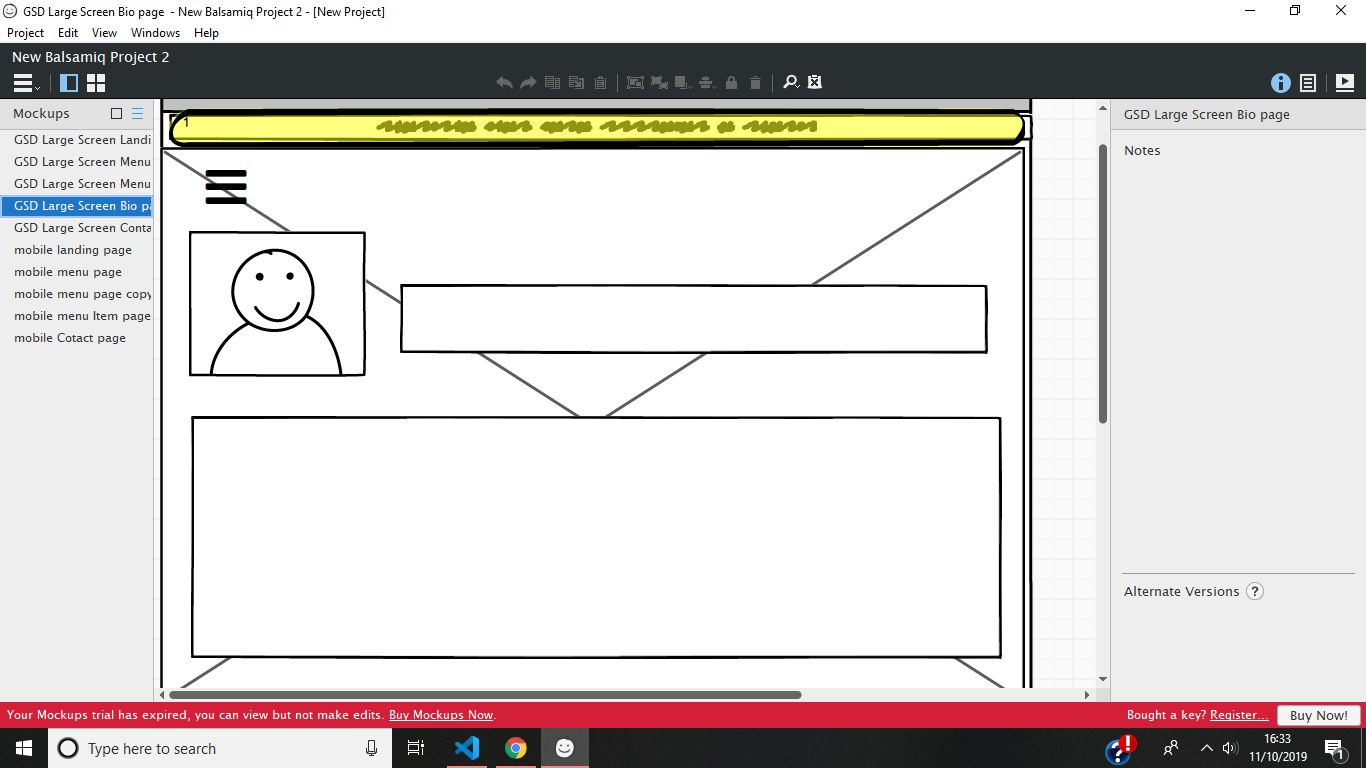 GSD Large Screen Bio page - New Balsamiq Project 2 - [New Project]
Project Edit View Windows Help
New Balsamiq Project 2
Mockups
GSD Large Screen Landi
GSD Large Screen Menu
GSD Large Screen Menu
GSD Large Screen Bio pa
GSD Large Screen Conta
mobile landing page
mobile menu page
mobile menu page copy
mobile menu Item page
mobile Cotact page
1
GSD Large Screen Bio page
Notes
Alternate Versions ?
Your Mockups trial has expired, you can view but not make edits. Buy Mockups Now.
Bought a key? Register... Buy Now!
Type here to search
16:33
11/10/2019
1